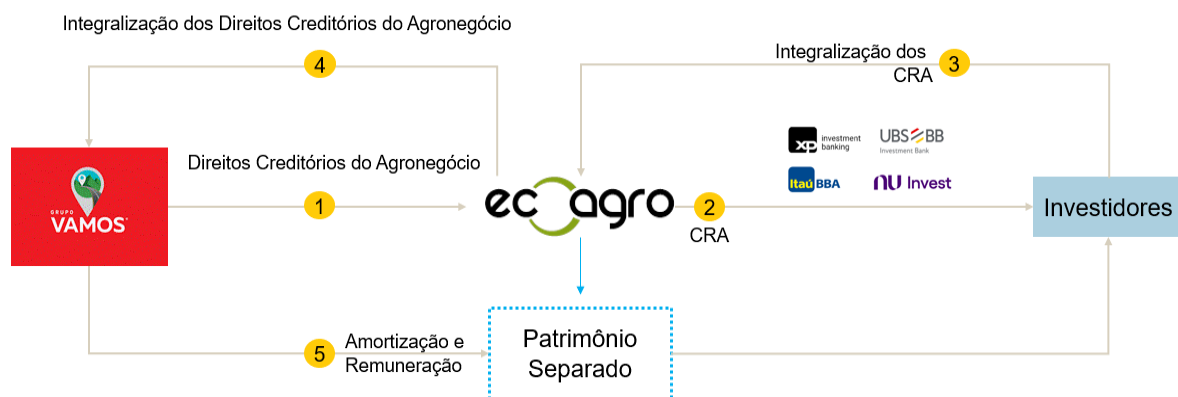 Integralização dos Direitos Creditórios do Agronegócio
4
Integralização dos
CRA
3
xp investment
banking
UBS BB
Investment Bank
Itaú BBA
nu Invest
GRUPO
VAMOS
Direitos Creditórios do Agronegócio
1
ecoagro
2
CRA
Investidores
5
Amortização e
Remuneração
Patrimônio
Separado